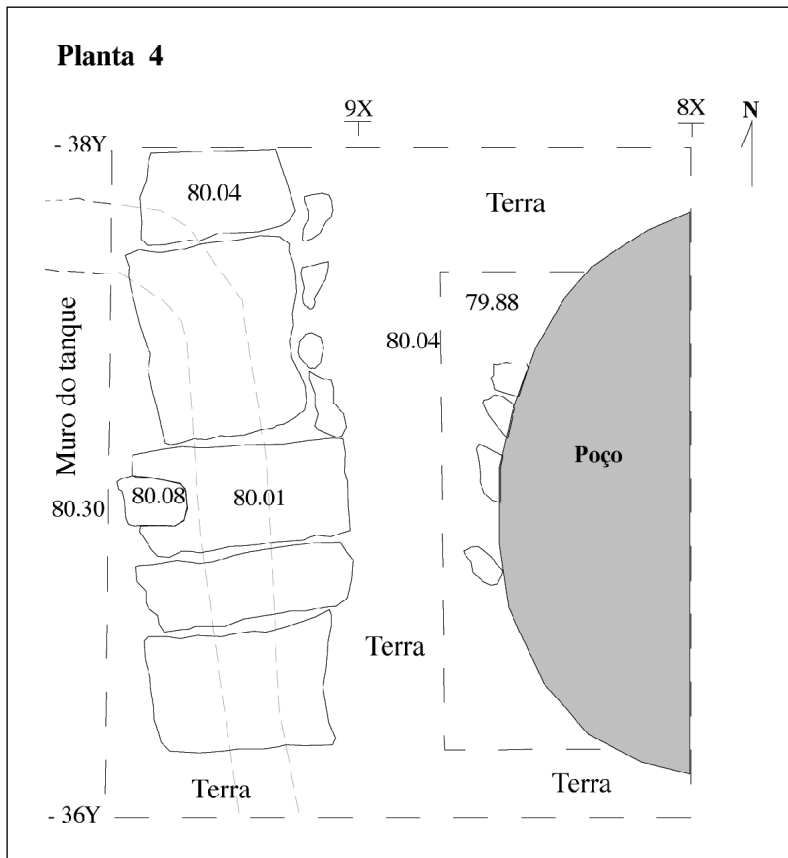 Planta 4
9X
8X
N
- 38Y
80.04
Terra
79.88
80.04
Muro do tanque
Poço
80.30
80.08
80.01
Terra
Terra
Terra
- 36Y